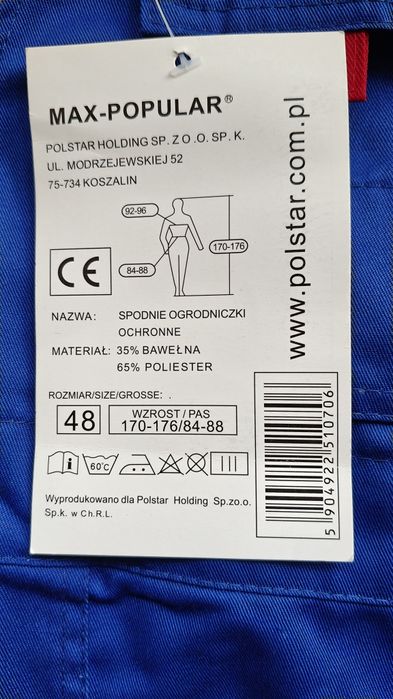 MAX-POPULAR®
POLSTAR HOLDING SP. Z O .O. SP. K.
UL. MODRZEJEWSKIEJ 52
75-734 KOSZALIN
92-96
170-176
84-88
CE
www.polstar.com.pl
NAZWA: SPODNIE OGRODNICZKI
OCHRONNE
MATERIAŁ: 35% BAWEŁNA
65% POLIESTER
ROZMIAR/SIZE/GROSSE: .
48
WZROST / PAS
170-176/84-88
60°C
Wyprodukowano dla Polstar Holding Sp.zo.o.
Sp.k. w Ch.R.L.
5 904922 510706